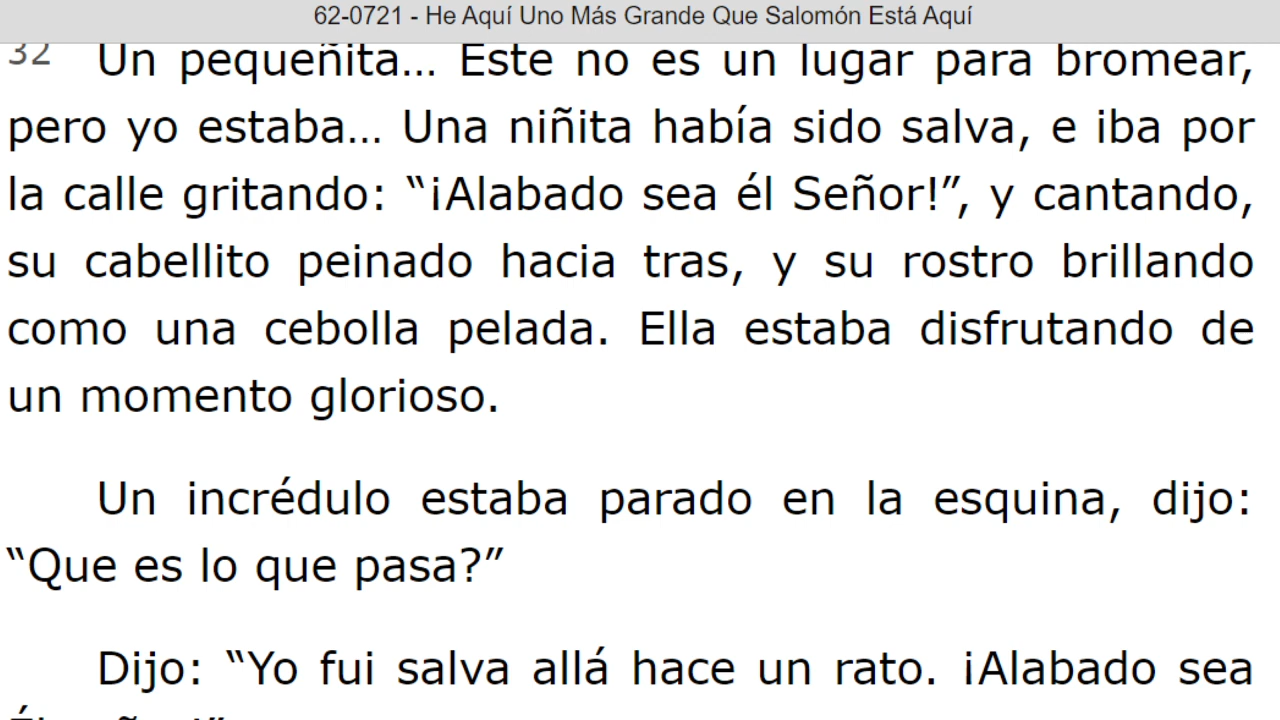 62-0721 - He Aquí Uno Más Grande Que Salomón Está Aquí
32 Un pequeñita... Este no es un lugar para bromear,
pero yo estaba... Una niñita había sido salva, e iba por
la calle gritando: “¡Alabado sea él Señor!”, y cantando,
su cabellito peinado hacia tras, y su rostro brillando
como una cebolla pelada. Ella estaba disfrutando de
un momento glorioso.
Un incrédulo estaba parado en la esquina, dijo:
“Que es lo que pasa?”
Dijo: “Yo fui salva allá hace un rato. ¡Alabado sea